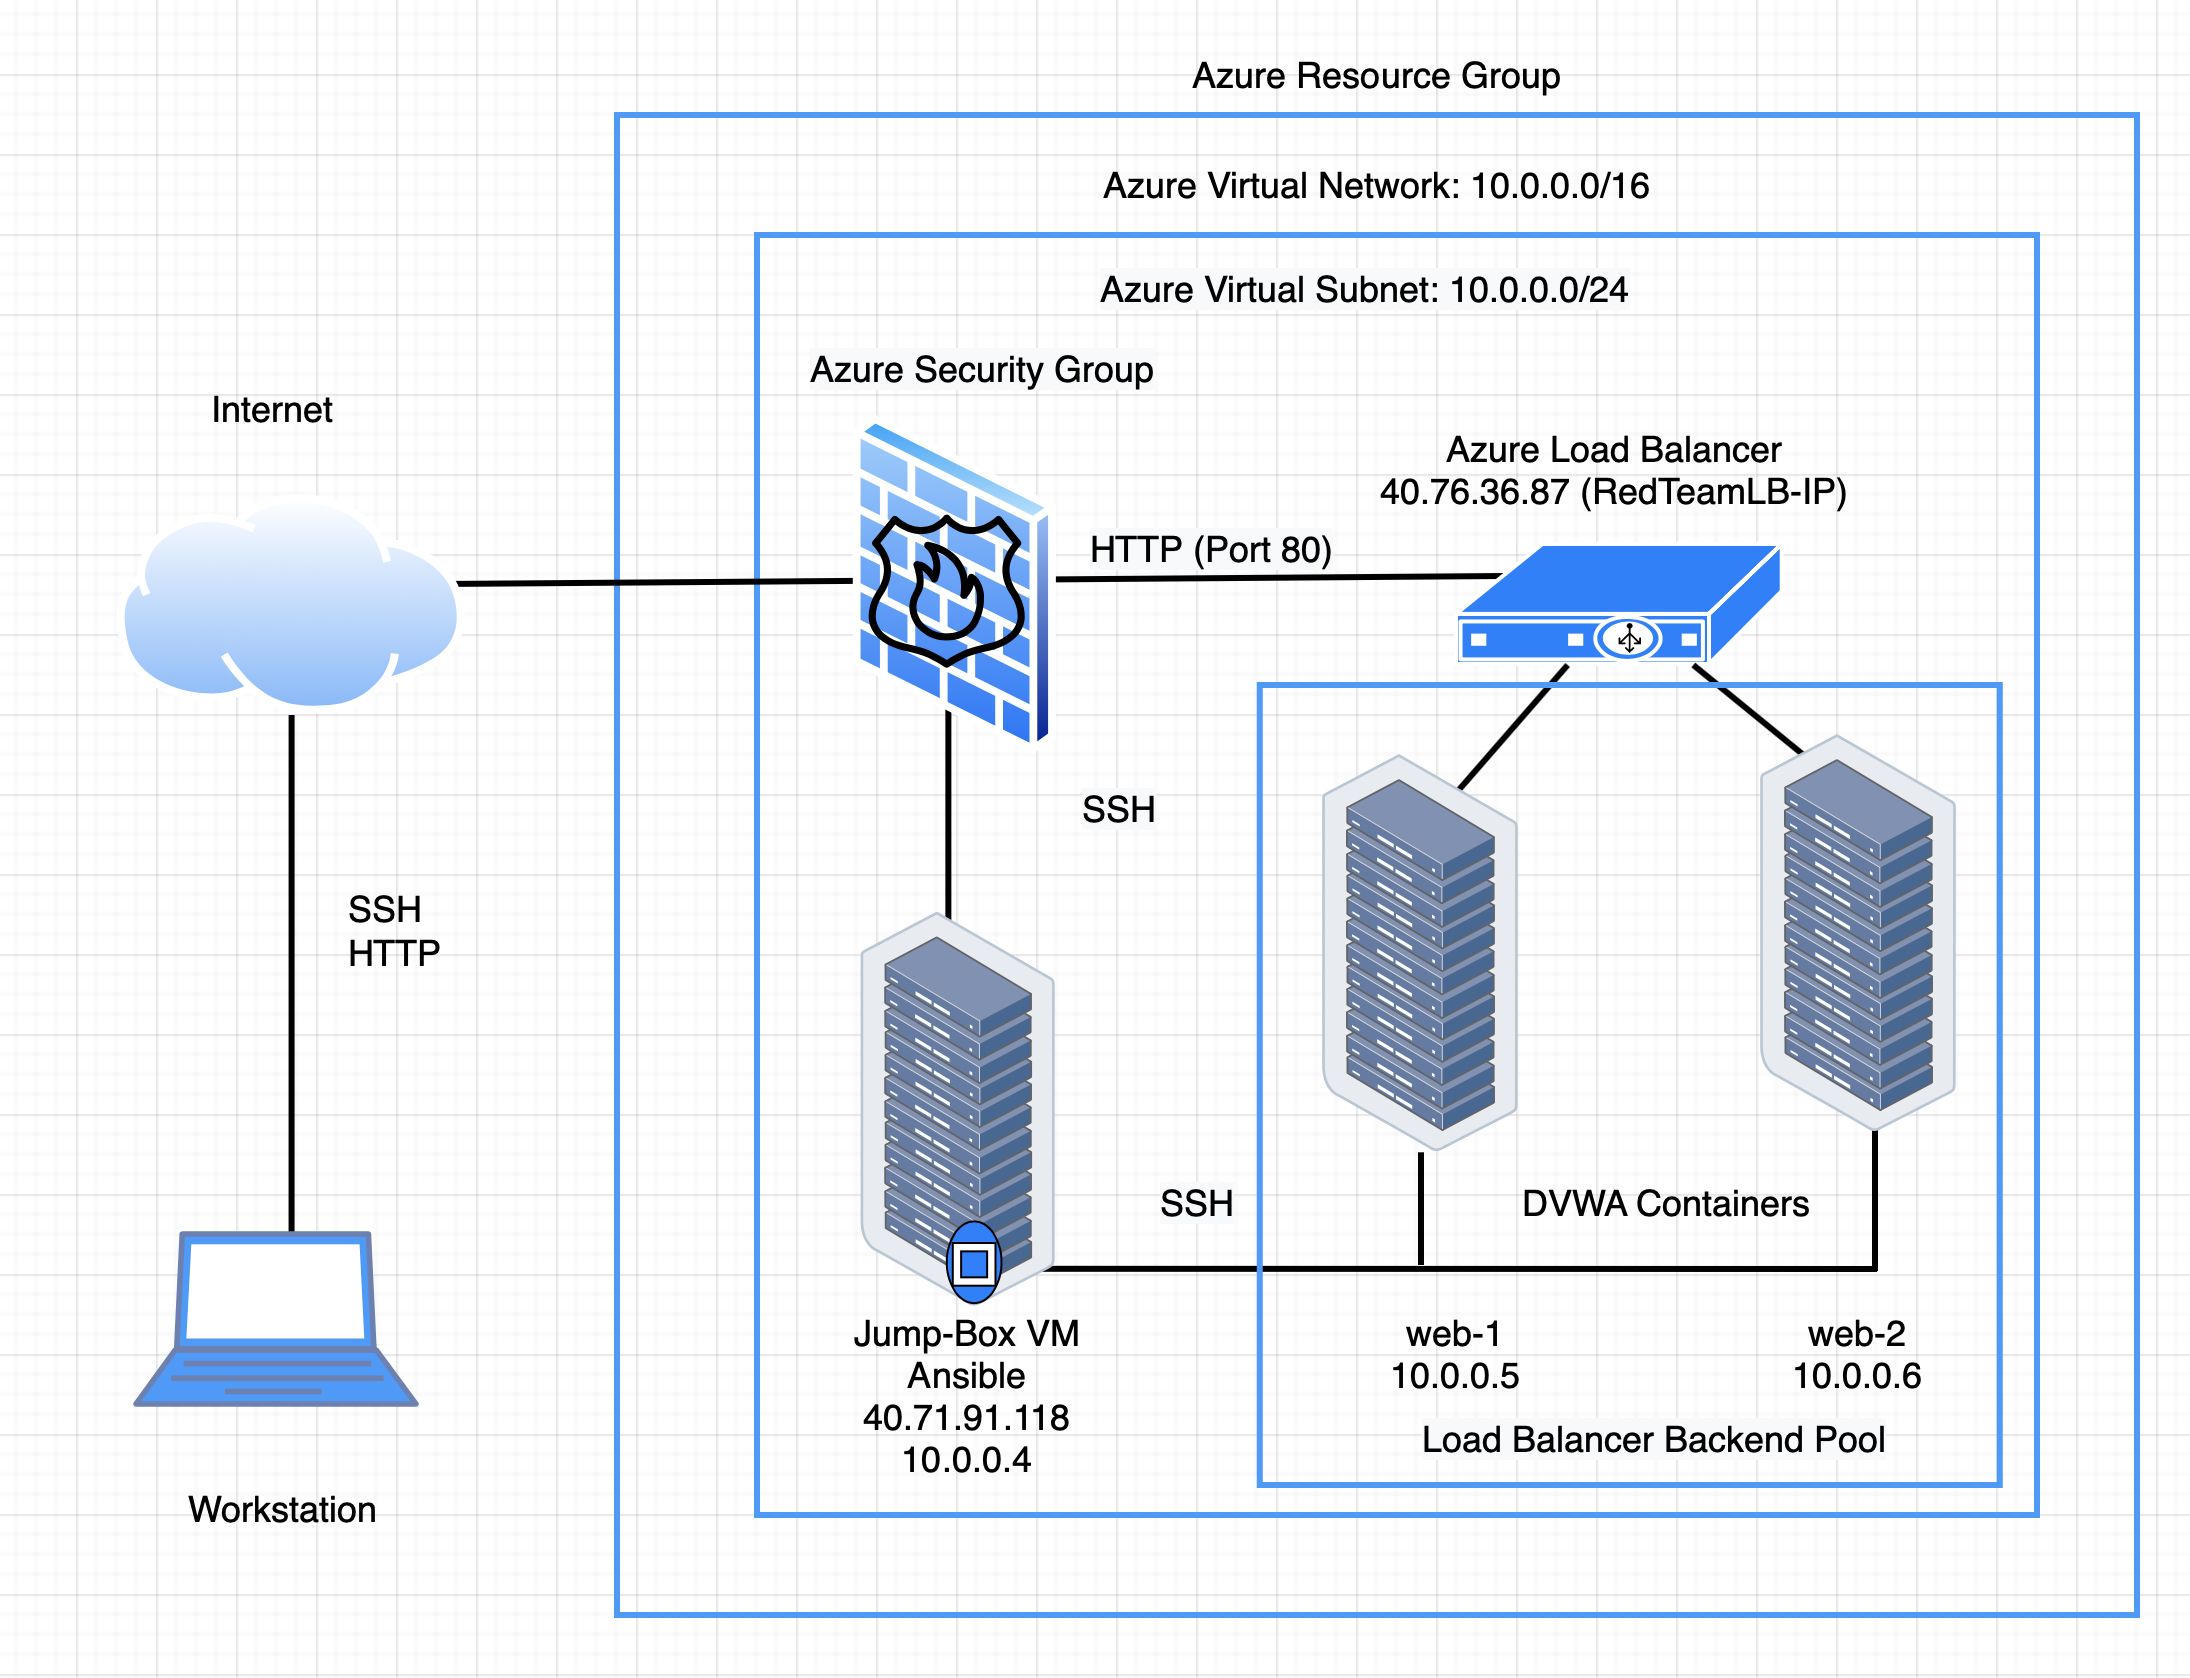 Azure Resource Group
Azure Virtual Network: 10.0.0.0/16
Azure Virtual Subnet: 10.0.0.0/24
Azure Security Group
Internet
Azure Load Balancer
40.76.36.87 (RedTeamLB-IP)
HTTP (Port 80)
SSH
SSH
HTTP
SSH
DVWA Containers
Jump-Box VM
Ansible
40.71.91.118
10.0.0.4
web-1
10.0.0.5
web-2
10.0.0.6
Load Balancer Backend Pool
Workstation